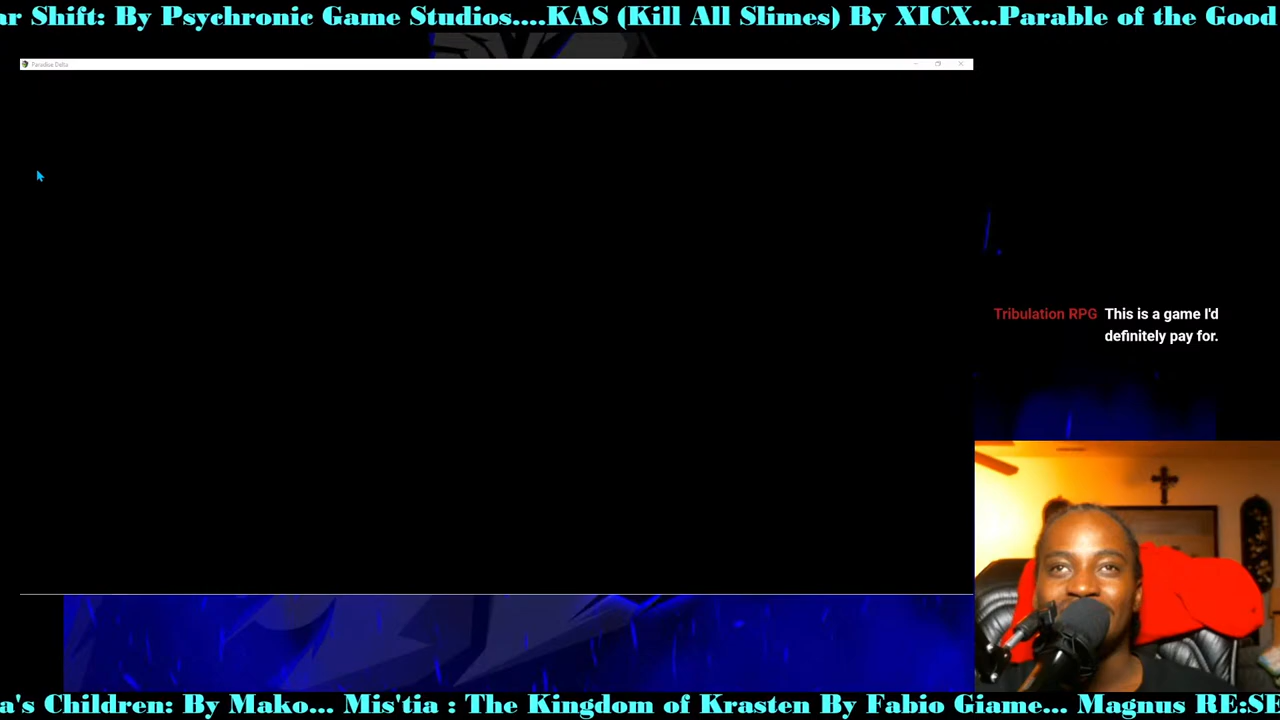 ar Shift: By Psychronic Game Studios....KAS (Kill All Slimes) By XICX...Parable of the Good
Paradise Delta
Tribulation RPG This is a game I'd
definitely pay for.
a's Children: By Mako... Mis'tia : The Kingdom of Krasten By Fabio Giame... Magnus RE:SE